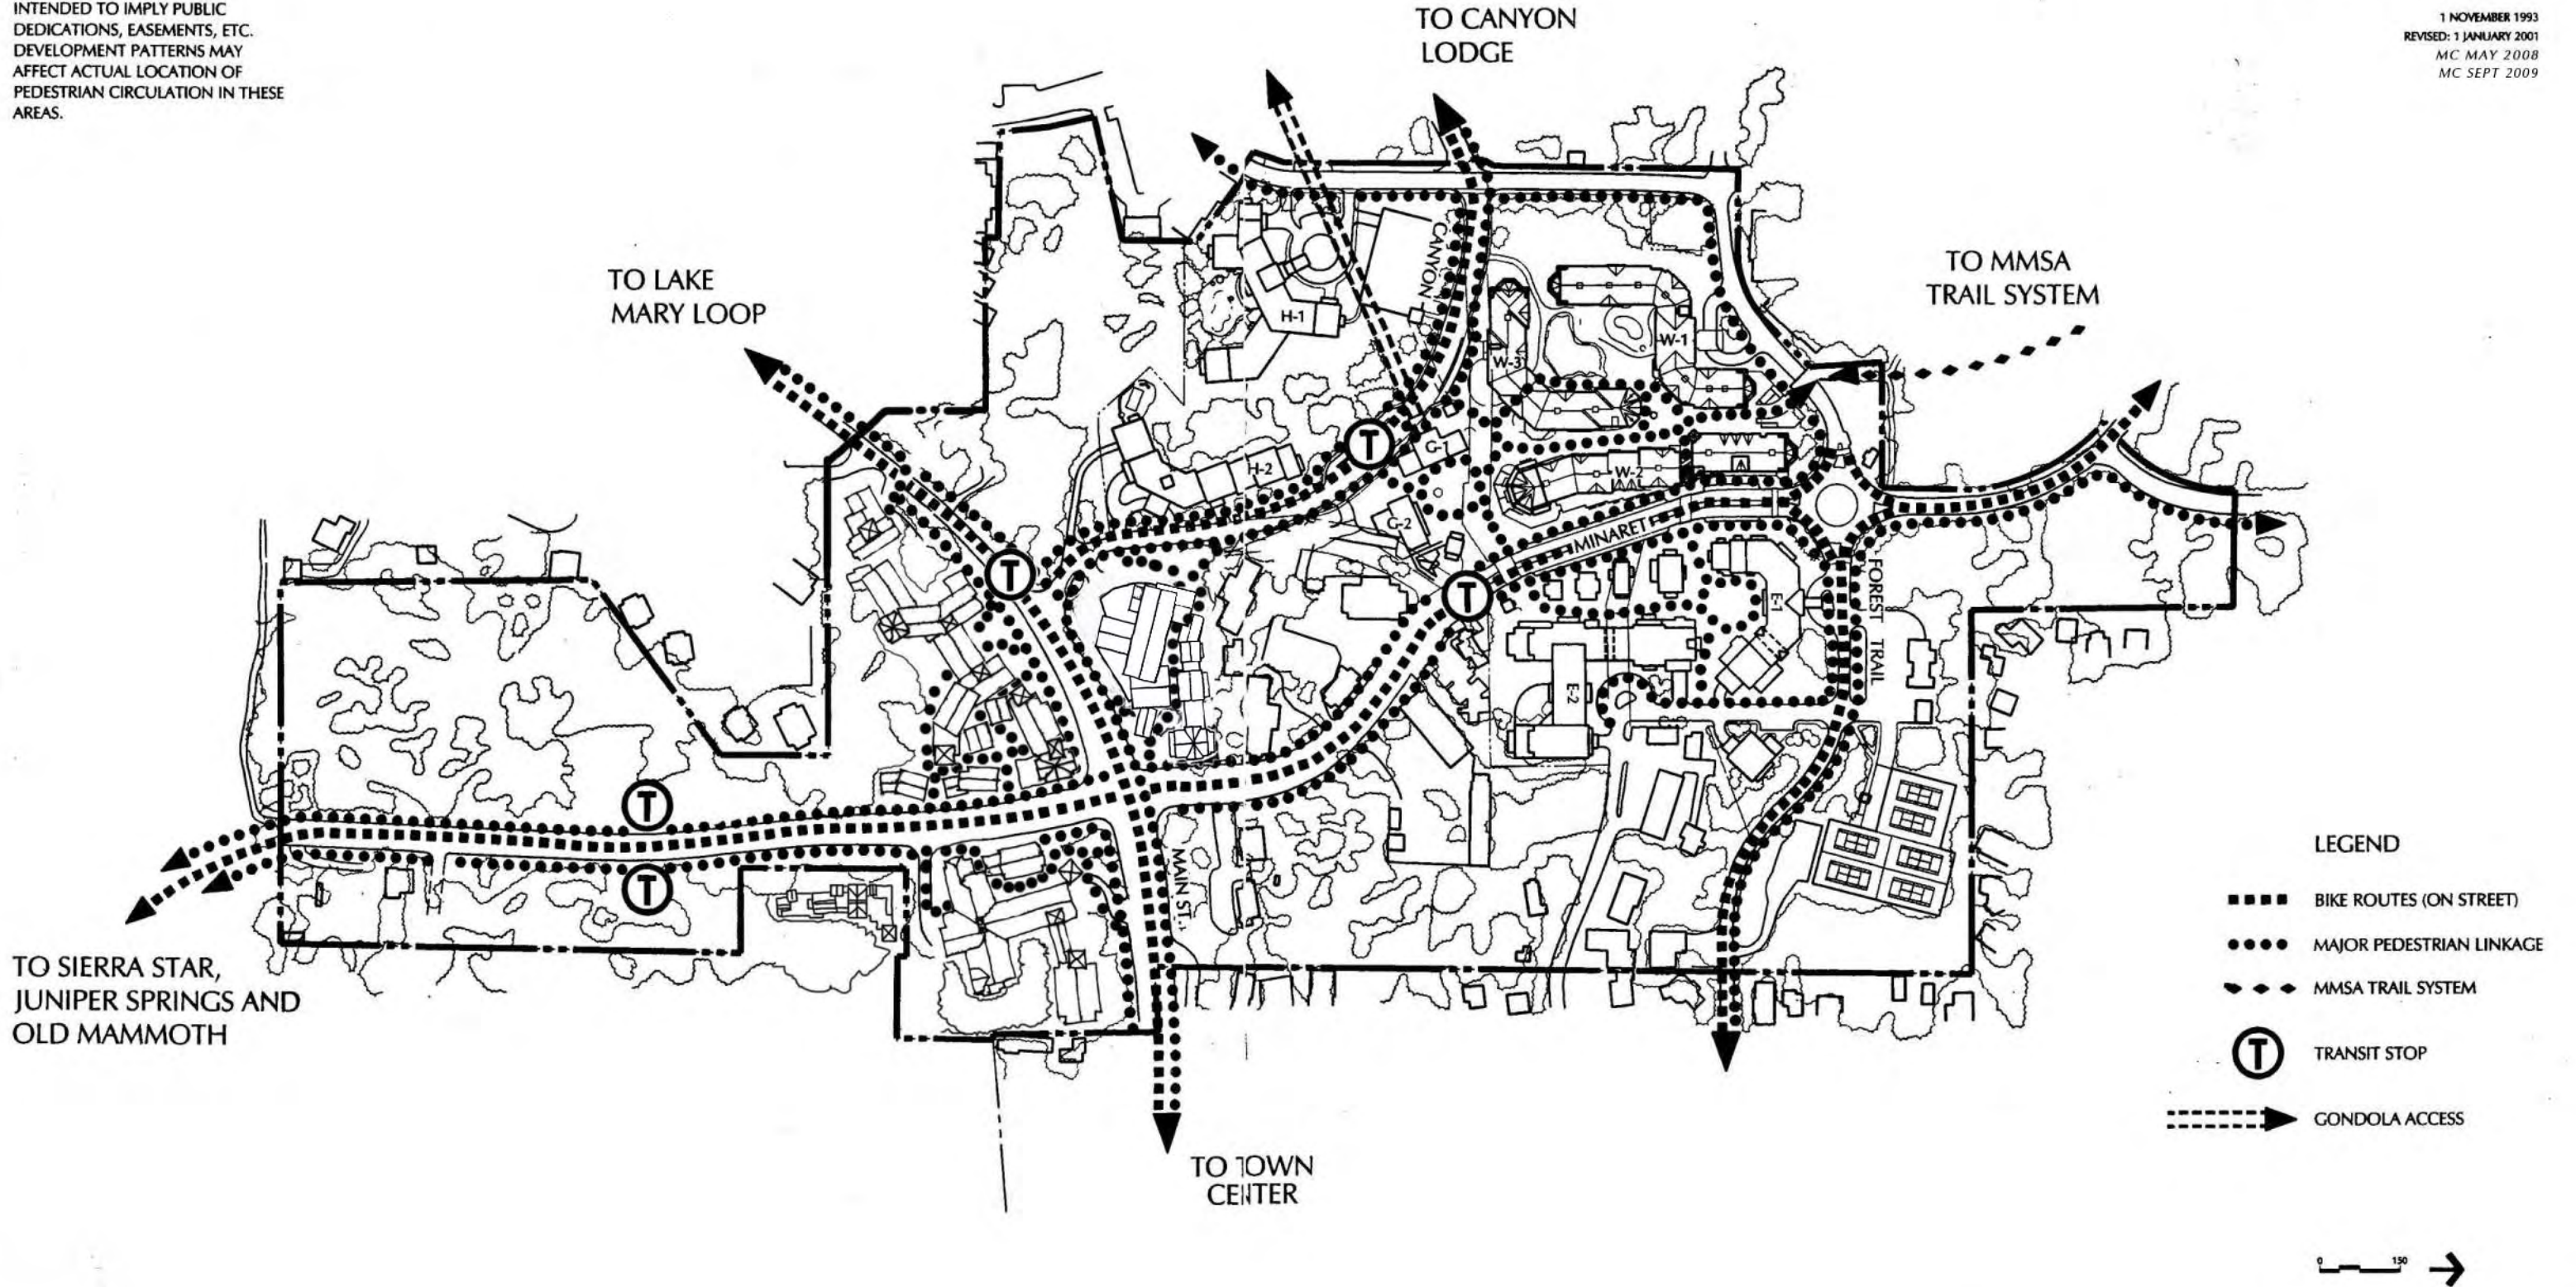 INTENDED TO IMPLY PUBLIC
DEDICATIONS, EASEMENTS, ETC.
DEVELOPMENT PATTERNS MAY
AFFECT ACTUAL LOCATION OF
PEDESTRIAN CIRCULATION IN THESE
AREAS.
TO CANYON
LODGE
1 NOVEMBER 1993
REVISED: 1 JANUARY 2001
MC MAY 2008
MC SEPT 2009
TO LAKE
MARY LOOP
TO MMSA
TRAIL SYSTEM
CANYON
H-1
W-1
W-3
T
G-1
H-2
W-2
G-2
MINARET
T
T
E-1
FOREST TRAIL
E-2
T
T
MAIN ST.
TO SIERRA STAR,
JUNIPER SPRINGS AND
OLD MAMMOTH
TO TOWN
CENTER
LEGEND
BIKE ROUTES (ON STREET)
MAJOR PEDESTRIAN LINKAGE
MMSA TRAIL SYSTEM
T TRANSIT STOP
GONDOLA ACCESS
0 150